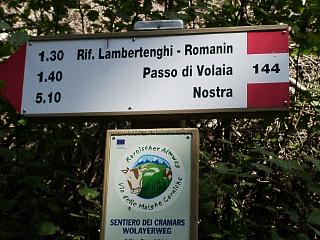 1.30 Rif. Lambertenghi - Romanin
1.40 Passo di Volaia
5.10 Nostra
144
Karnischer Almweg
Via delle Malghe Carniche
SENTIERO DEI CRAMARS
WOLAYERWEG